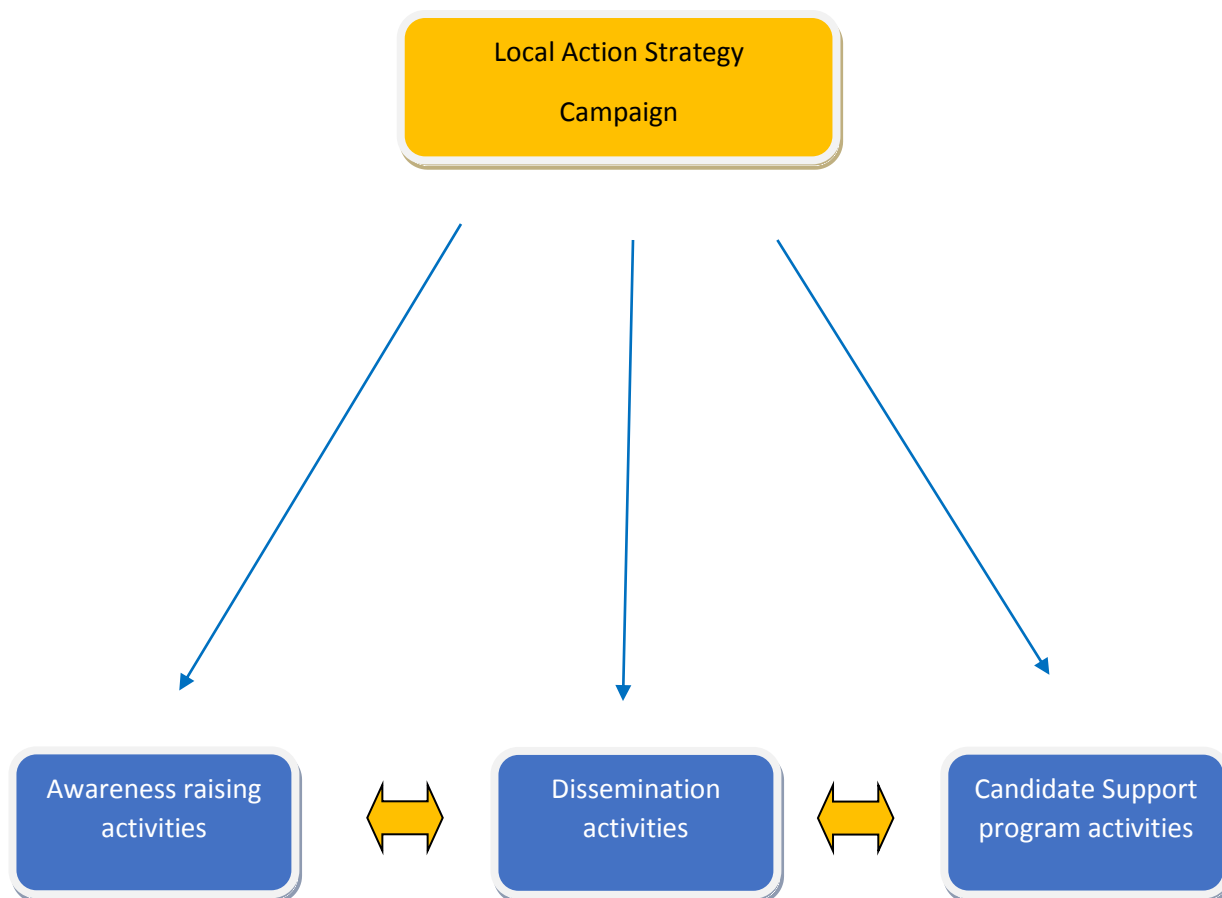 Local Action Strategy
Campaign
Awareness raising
activities
Dissemination
activities
Candidate Support
program activities